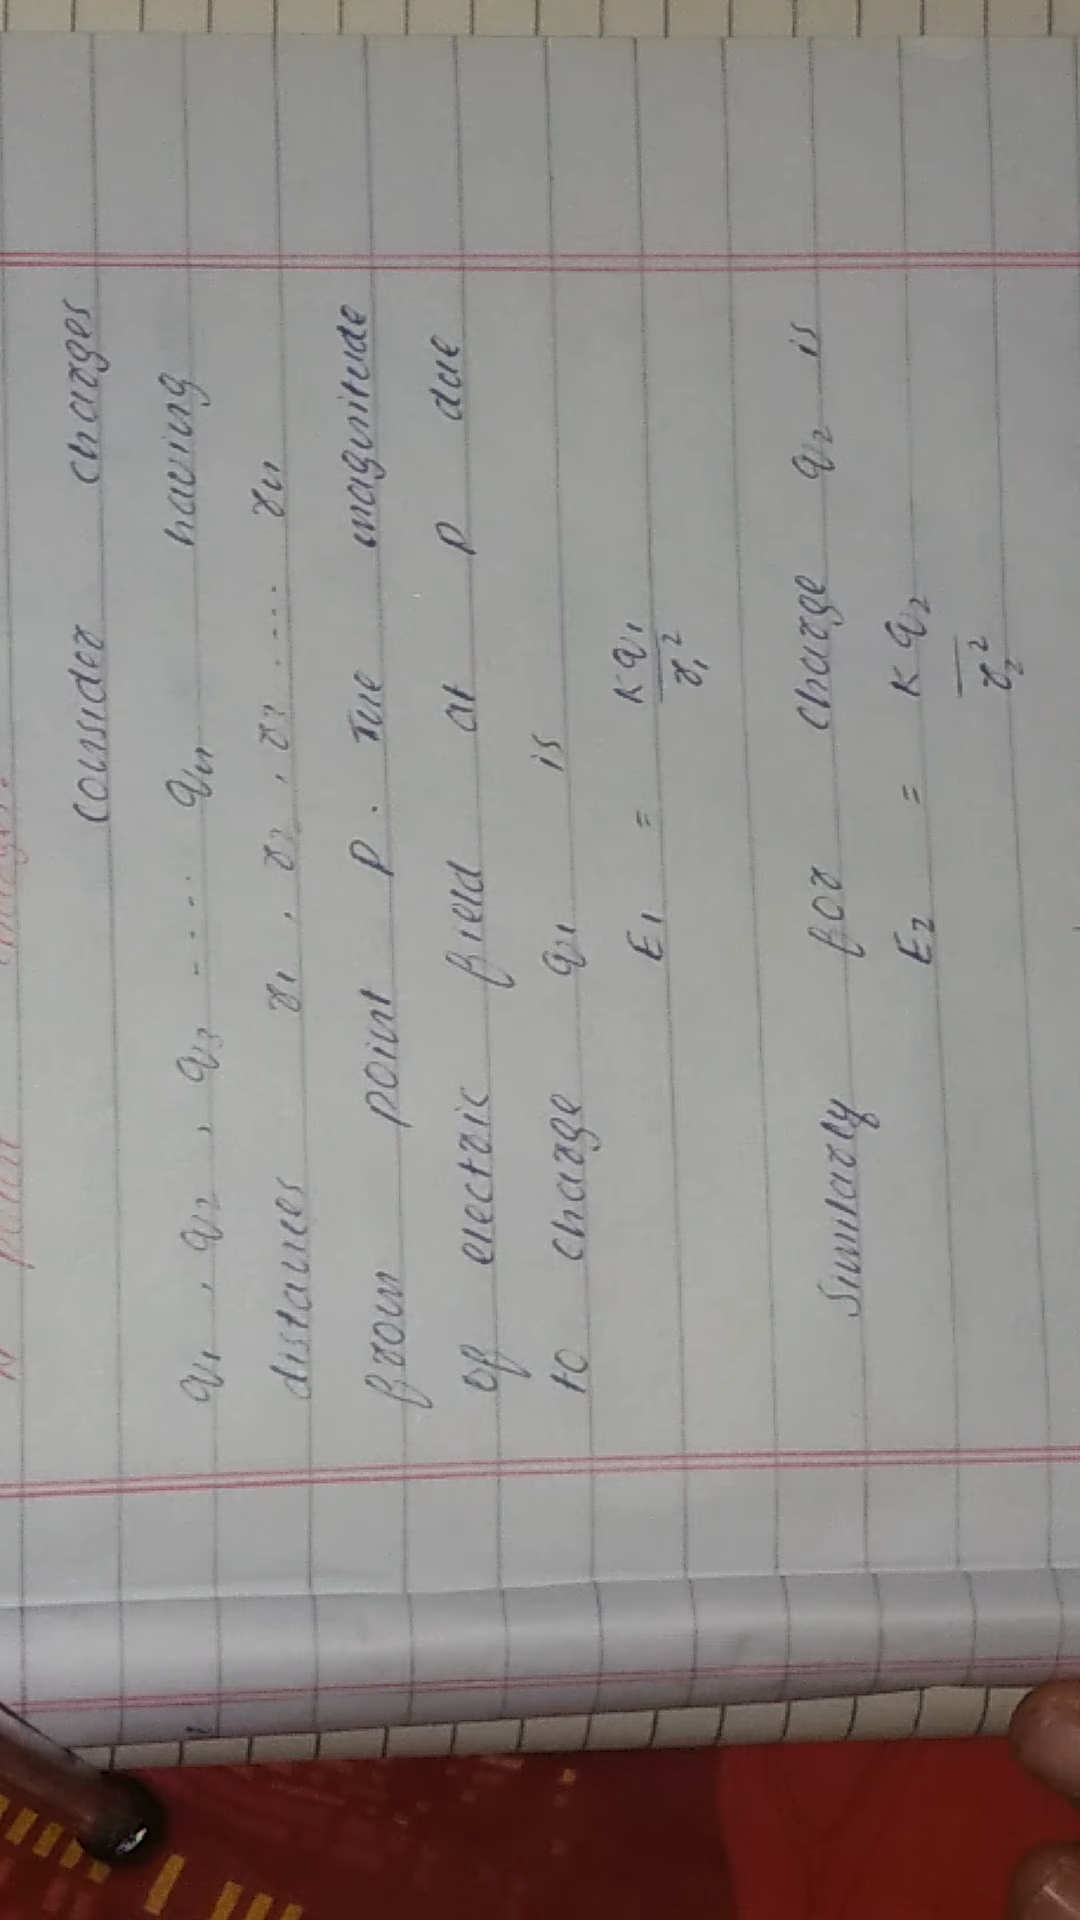 consider charges
q1 , q2 , q3 ---- qn having
distances r1 , r2 , r3 . --- rn
from point P . The magnitude
of electric field at P due
to charge q1 is
E1 = Kq1/r1²
Similarly for charge q2 is
E2 = Kq2/r2²